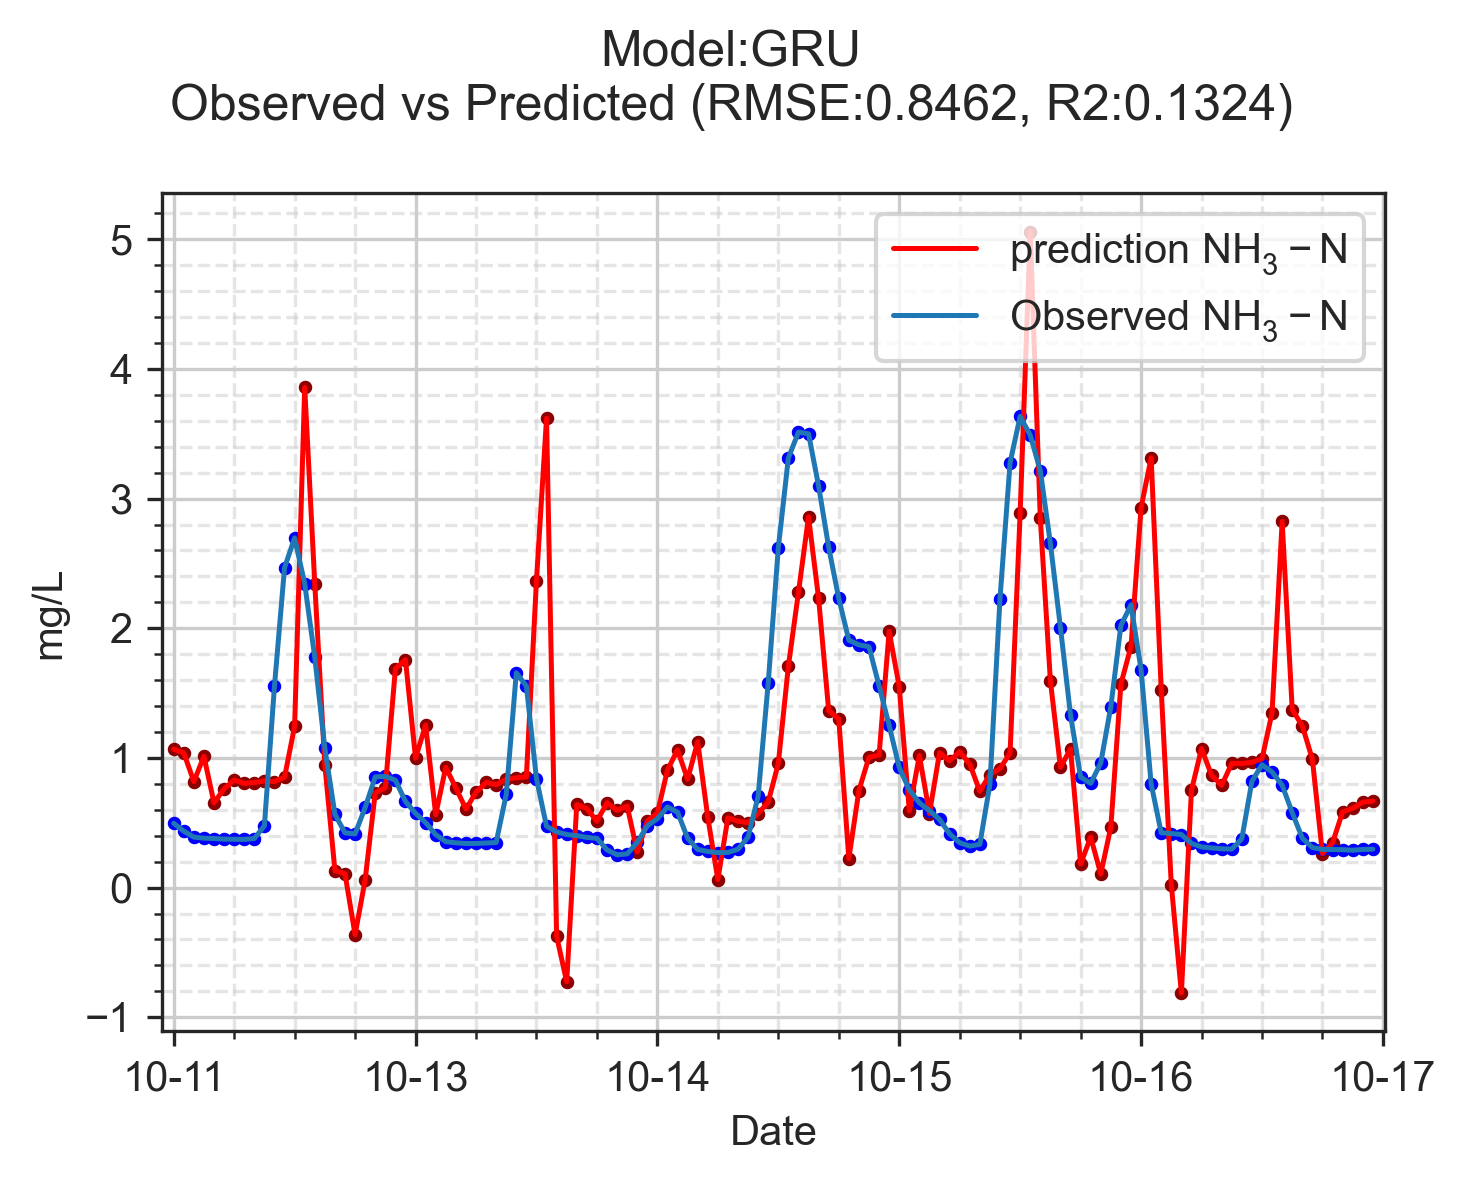 Model:GRU
Observed vs Predicted (RMSE:0.8462, R2:0.1324)
5
4
3
2
1
0
−1
mg/L
prediction NH₃ − N
Observed NH₃ − N
10-11 10-13 10-14 10-15 10-16 10-17
Date